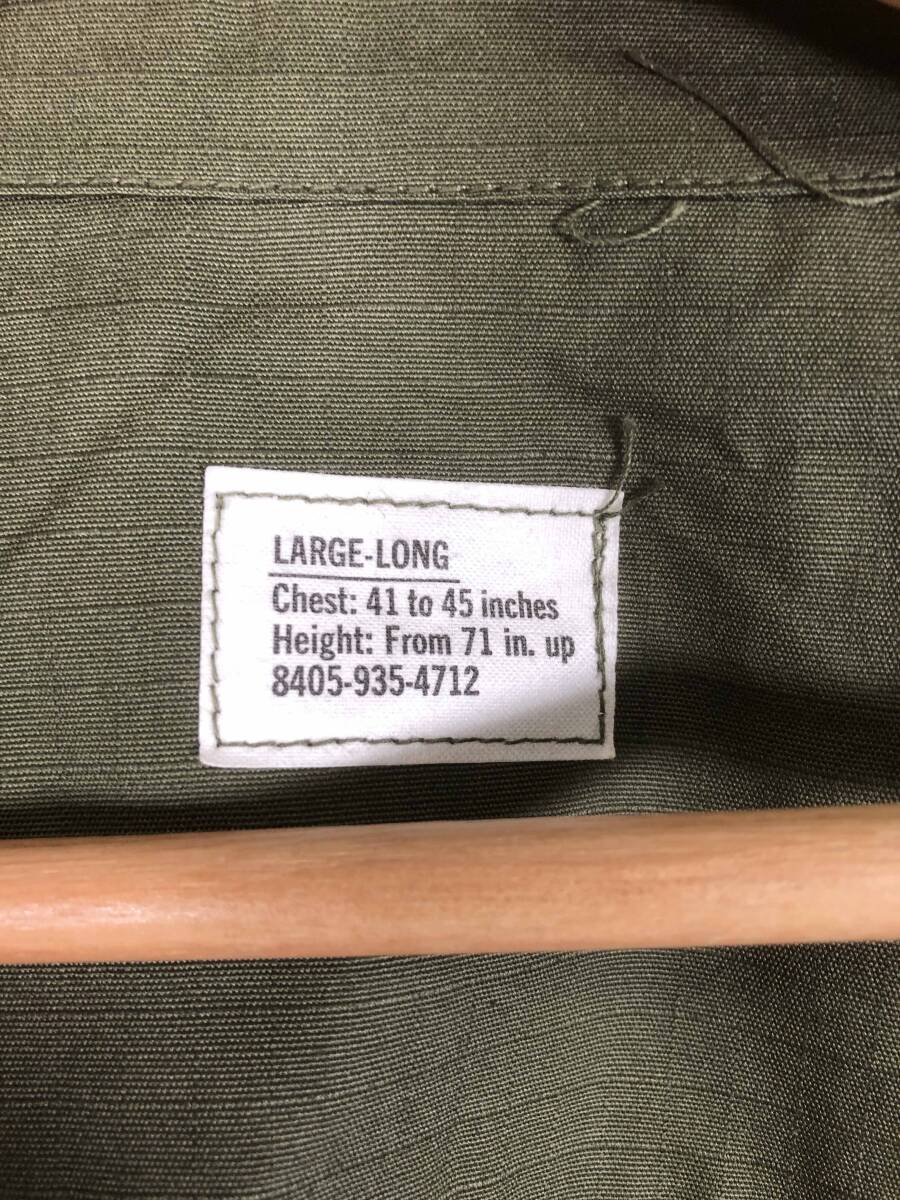 LARGE-LONG
Chest: 41 to 45 inches
Height: From 71 in. up
8405-935-4712